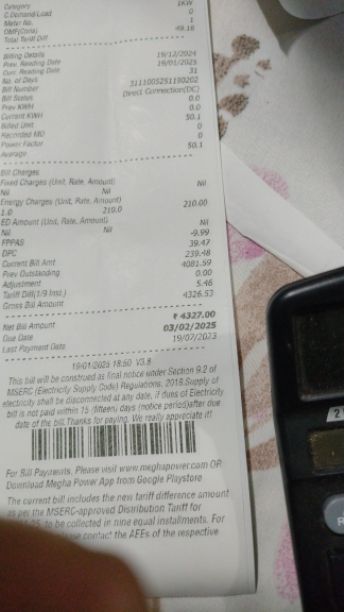 Category
C.Demand/Load 1KW
Meter No. 0
OMF(Cons) 1
Total Tariff Diff 49.16
Billing Details
Prev. Reading Date 19/12/2024
Curr. Reading Date 19/01/2025
No. of Days 31
Bill Number 3111005251190202
Bill Status Direct Connection(DC)
Prev KWH 0.0
Current KWH 0.0
Billed Unit 50.1
Recorded MD 0
Power Factor 0
Average 50.1
Bill Charges
Fixed Charges (Unit, Rate, Amount)
Nil Nil Nil
Energy Charges (Unit, Rate, Amount)
1.0 210.0 210.00
ED Amount (Unit, Rate, Amount)
Nil Nil Nil
FPPAS -9.99
DPC 39.47
Current Bill Amt 239.48
Prev Outstanding 4081.59
Adjustment 0.00
Tariff Diff(1/9 Inst.) 5.46
Gross Bill Amount 4326.53
Net Bill Amount ₹ 4327.00
Due Date 03/02/2025
Last Payment Date 19/07/2023
19/01/2025 18:50 V3.8
This bill will be construed as final notice under Section 9.2 of
MSERC (Electricity Supply Code) Regulations, 2018.Supply of
electricity shall be disconnected at any date, if dues of Electricity
bill is not paid within 15 (fifteen) days (notice period)after due
date of the bill.Thanks for paying. We really appreciate it!
For Bill Payments, Please visit www.meghapower.com OR
Download Megha Power App from Google Playstore
The current bill includes the new tariff difference amount
as per the MSERC-approved Distribution Tariff for
-25, to be collected in nine equal installments. For
please contact the AEEs of the respective
2
R